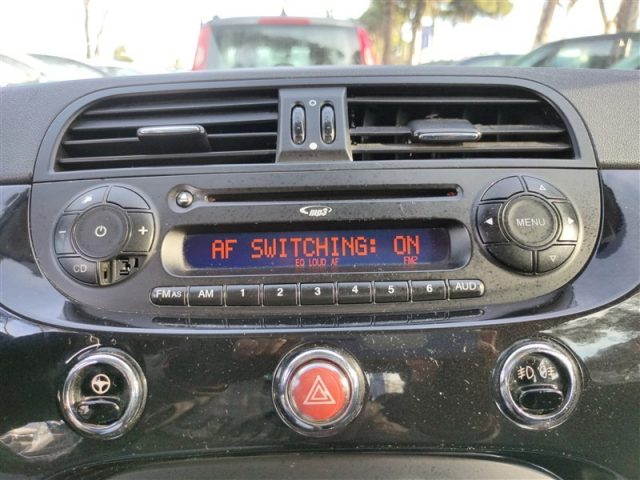 mp3
MENU
CD
AF SWITCHING: ON
EQ LOUD AF FM2
FM AS AM 1 2 3 4 5 6 AUD